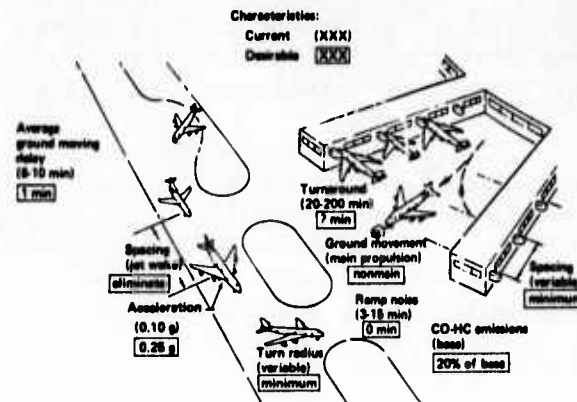 Characteristics:
Current (XXX)
Desirable XXX
Average
ground moving
delay
(8-10 min)
1 min
Turnaround
(20-200 min)
? min
Ground movement
(main propulsion)
nonmain
Spacing
(jet wake)
eliminate
Spacing
(variable)
minimum
Acceleration
(0.10 g)
0.25 g
Ramp noise
(3-15 min)
0 min
Turn radius
(variable)
minimum
CO-HC emissions
(base)
20% of base